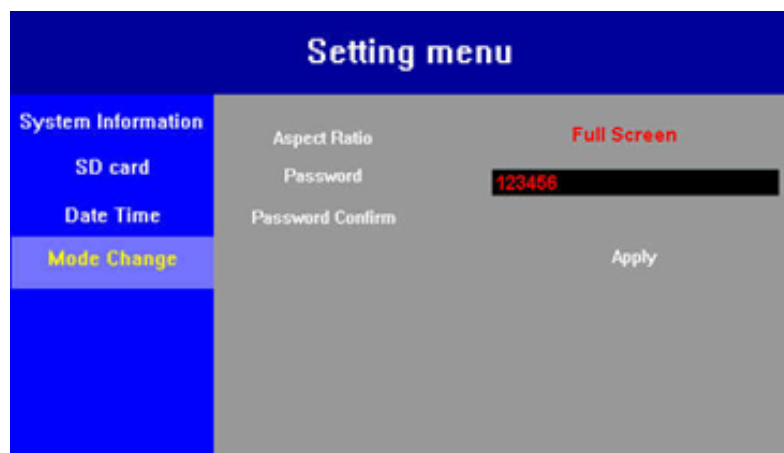 Setting menu
System Information
SD card
Date Time
Mode Change
Aspect Ratio
Full Screen
Password
123456
Password Confirm
Apply